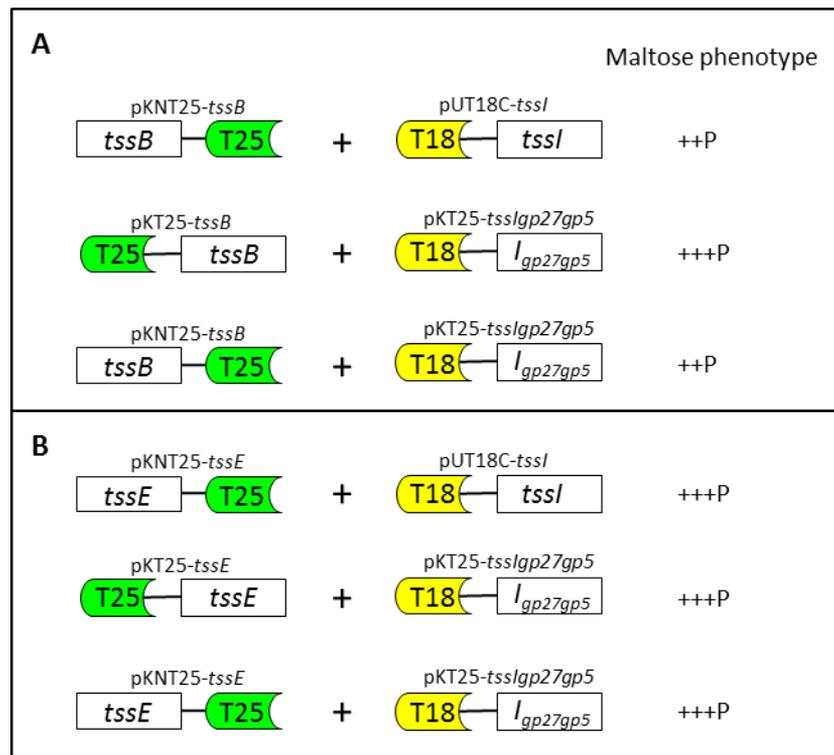 A
Maltose phenotype
pKNT25-tssB pUT18C-tssI
tssB T25 + T18 tssI ++P
pKT25-tssB pKT25-tssIgp27gp5
T25 tssB + T18 Igp27gp5 +++P
pKNT25-tssB pKT25-tssIgp27gp5
tssB T25 + T18 Igp27gp5 ++P
B
pKNT25-tssE pUT18C-tssI
tssE T25 + T18 tssI +++P
pKT25-tssE pKT25-tssIgp27gp5
T25 tssE + T18 Igp27gp5 +++P
pKNT25-tssE pKT25-tssIgp27gp5
tssE T25 + T18 Igp27gp5 +++P